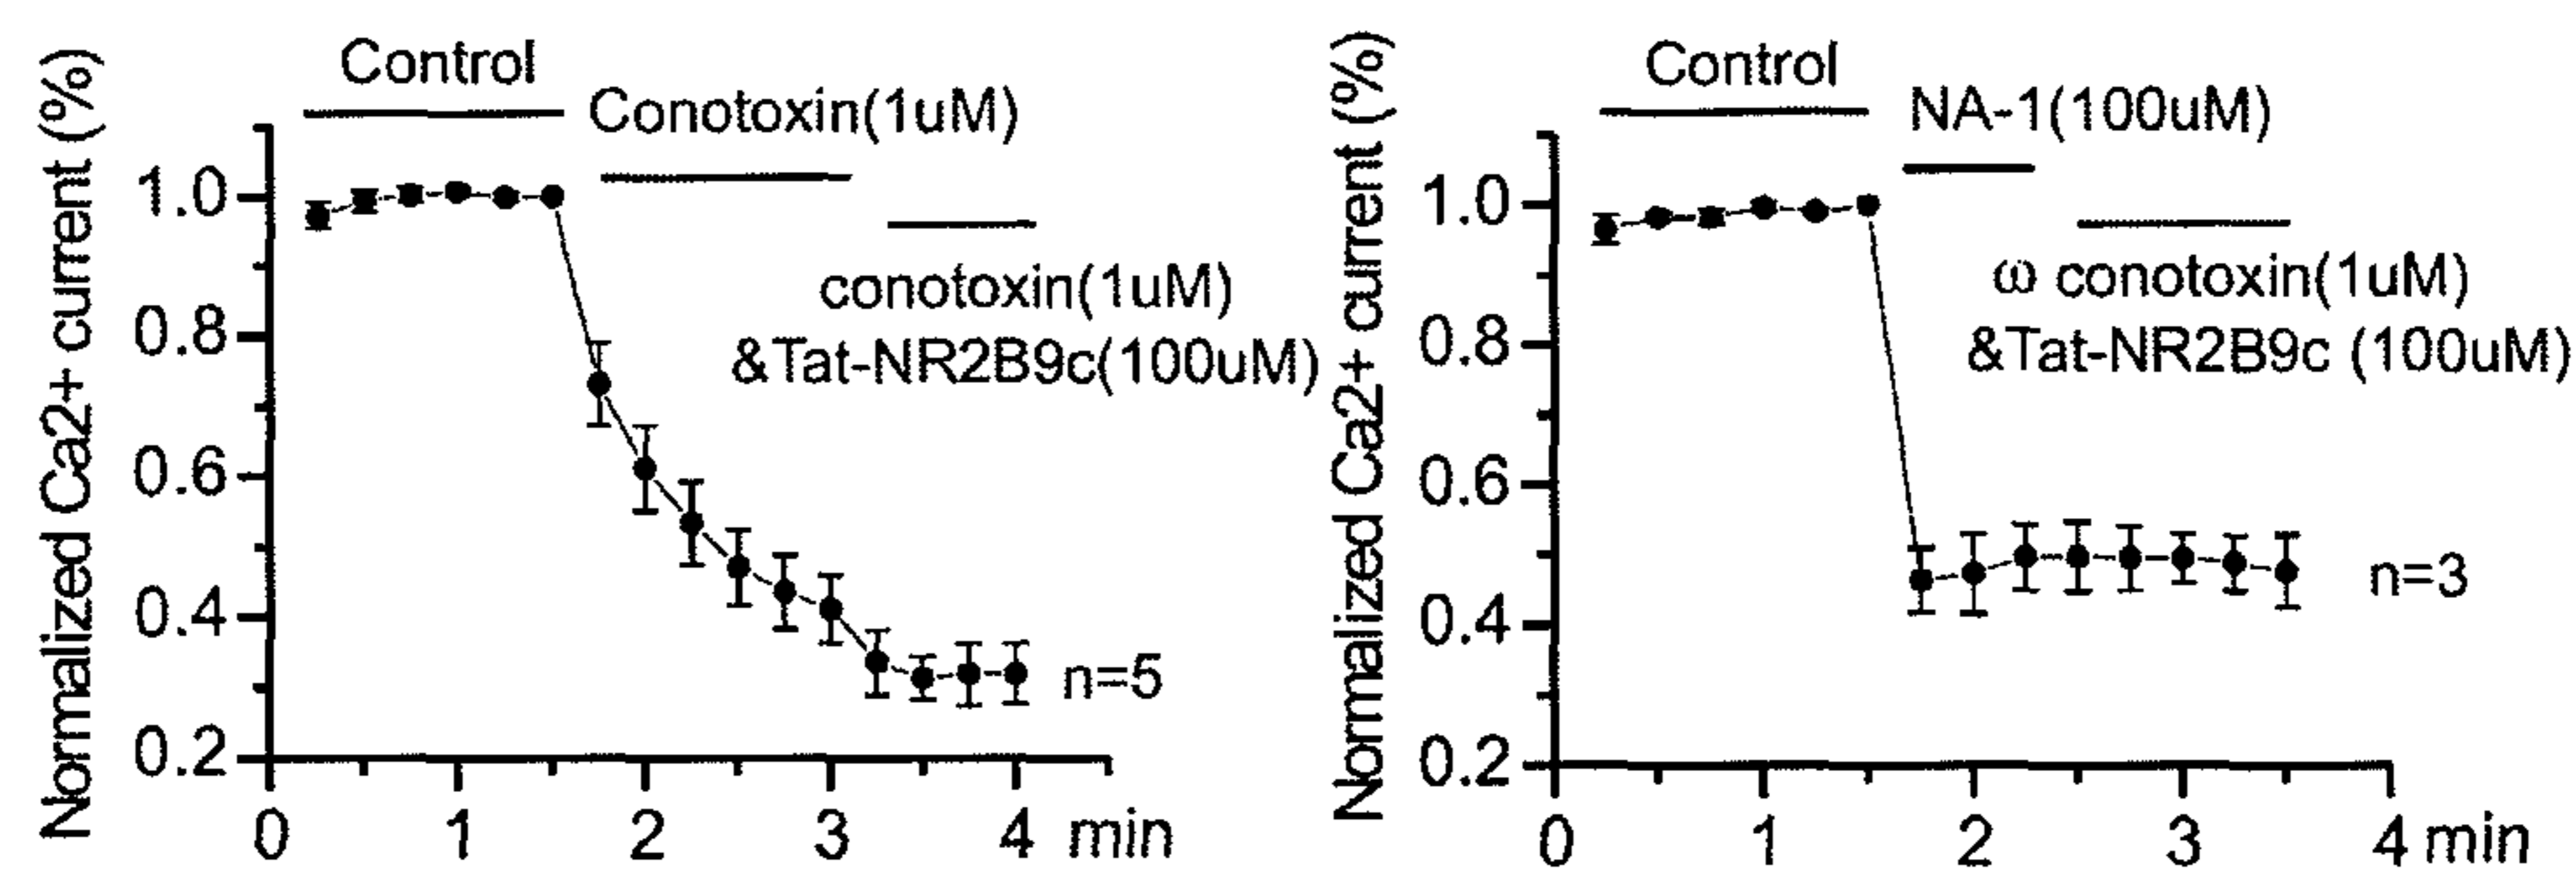 Normalized Ca2+ current (%)
Control
Conotoxin(1uM)
conotoxin(1uM)
&Tat-NR2B9c(100uM)
1.0
0.8
0.6
0.4
0.2
n=5
0 1 2 3 4 min
Normalized Ca2+ current (%)
Control
NA-1(100uM)
ω conotoxin(1uM)
&Tat-NR2B9c (100uM)
1.0
0.8
0.6
0.4
0.2
n=3
0 1 2 3 4 min